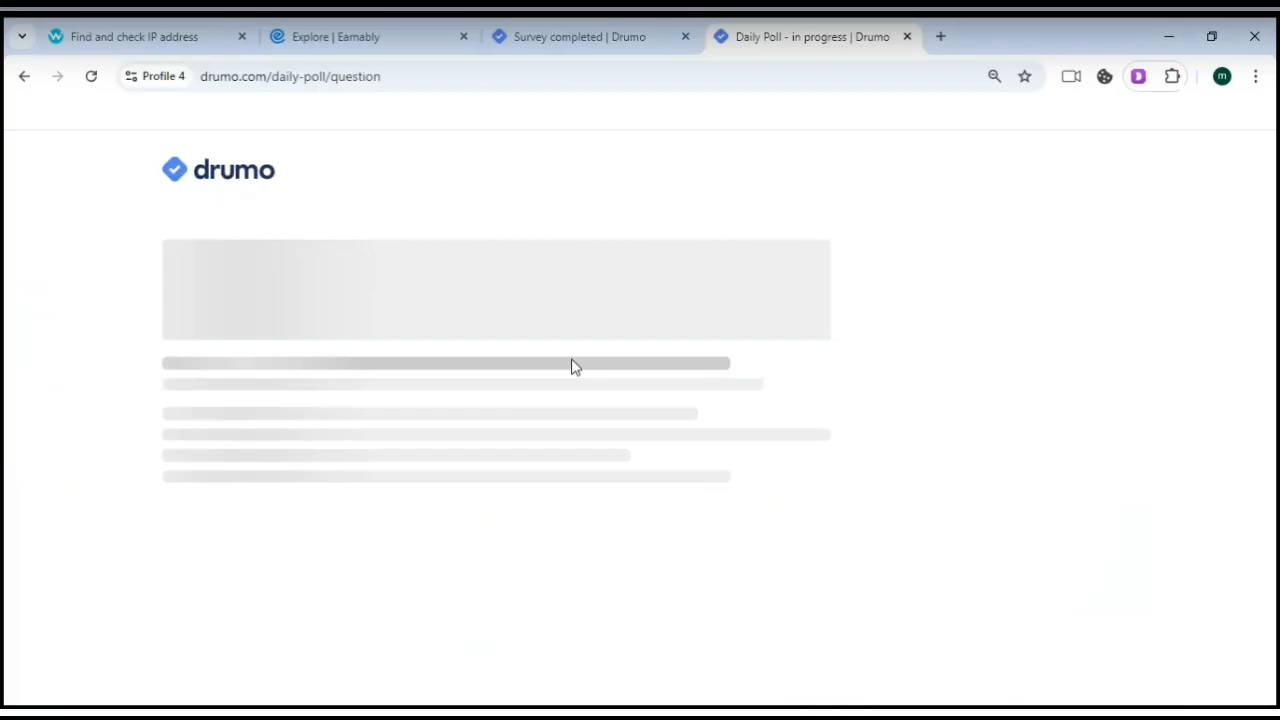 Find and check IP address
Explore | Earnably
Survey completed | Drumo
Daily Poll - in progress | Drumo
Profile 4
drumo.com/daily-poll/question
m
drumo